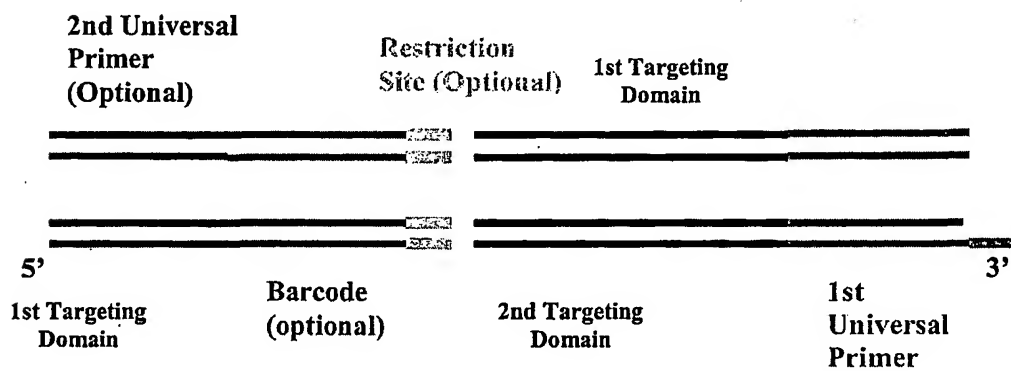 2nd Universal
Primer
(Optional)
Restriction
Site (Optional)
1st Targeting
Domain
5’
3’
1st Targeting
Domain
Barcode
(optional)
2nd Targeting
Domain
1st
Universal
Primer